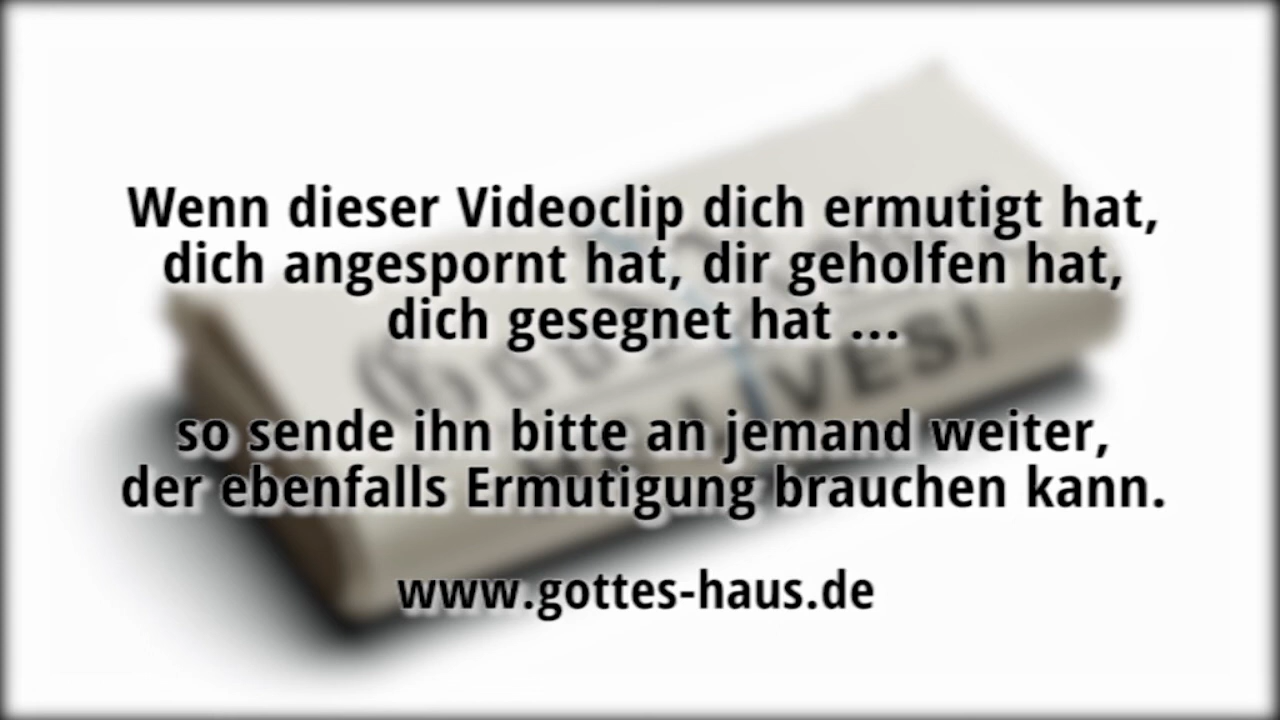 Wenn dieser Videoclip dich ermutigt hat,
dich angespornt hat, dir geholfen hat,
dich gesegnet hat ...
so sende ihn bitte an jemand weiter,
der ebenfalls Ermutigung brauchen kann.
www.gottes-haus.de